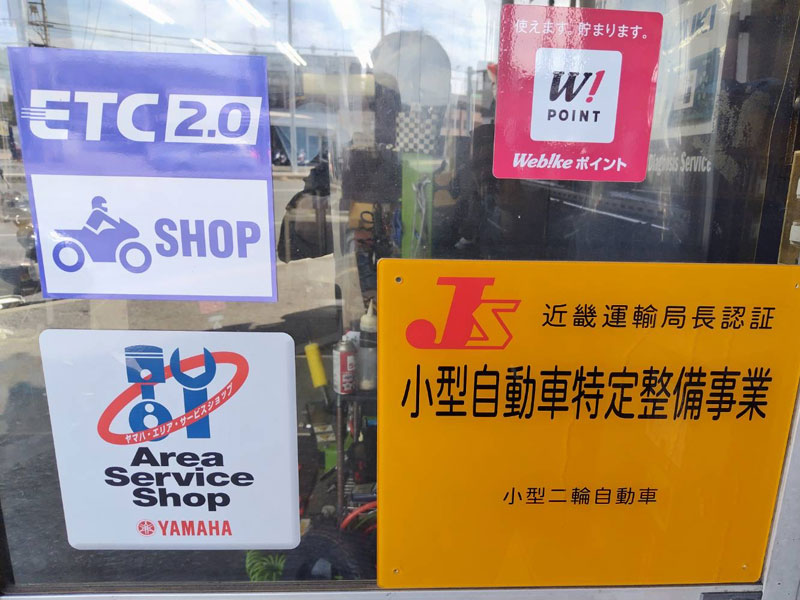 ETC 2.0
SHOP
使えます。貯まります。
W!
POINT
Webikeポイント
Diagnosis Service
ヤマハ・エリア・サービスショップ
Area
Service
Shop
YAMAHA
JS
近畿運輸局長認証
小型自動車特定整備事業
小型二輪自動車